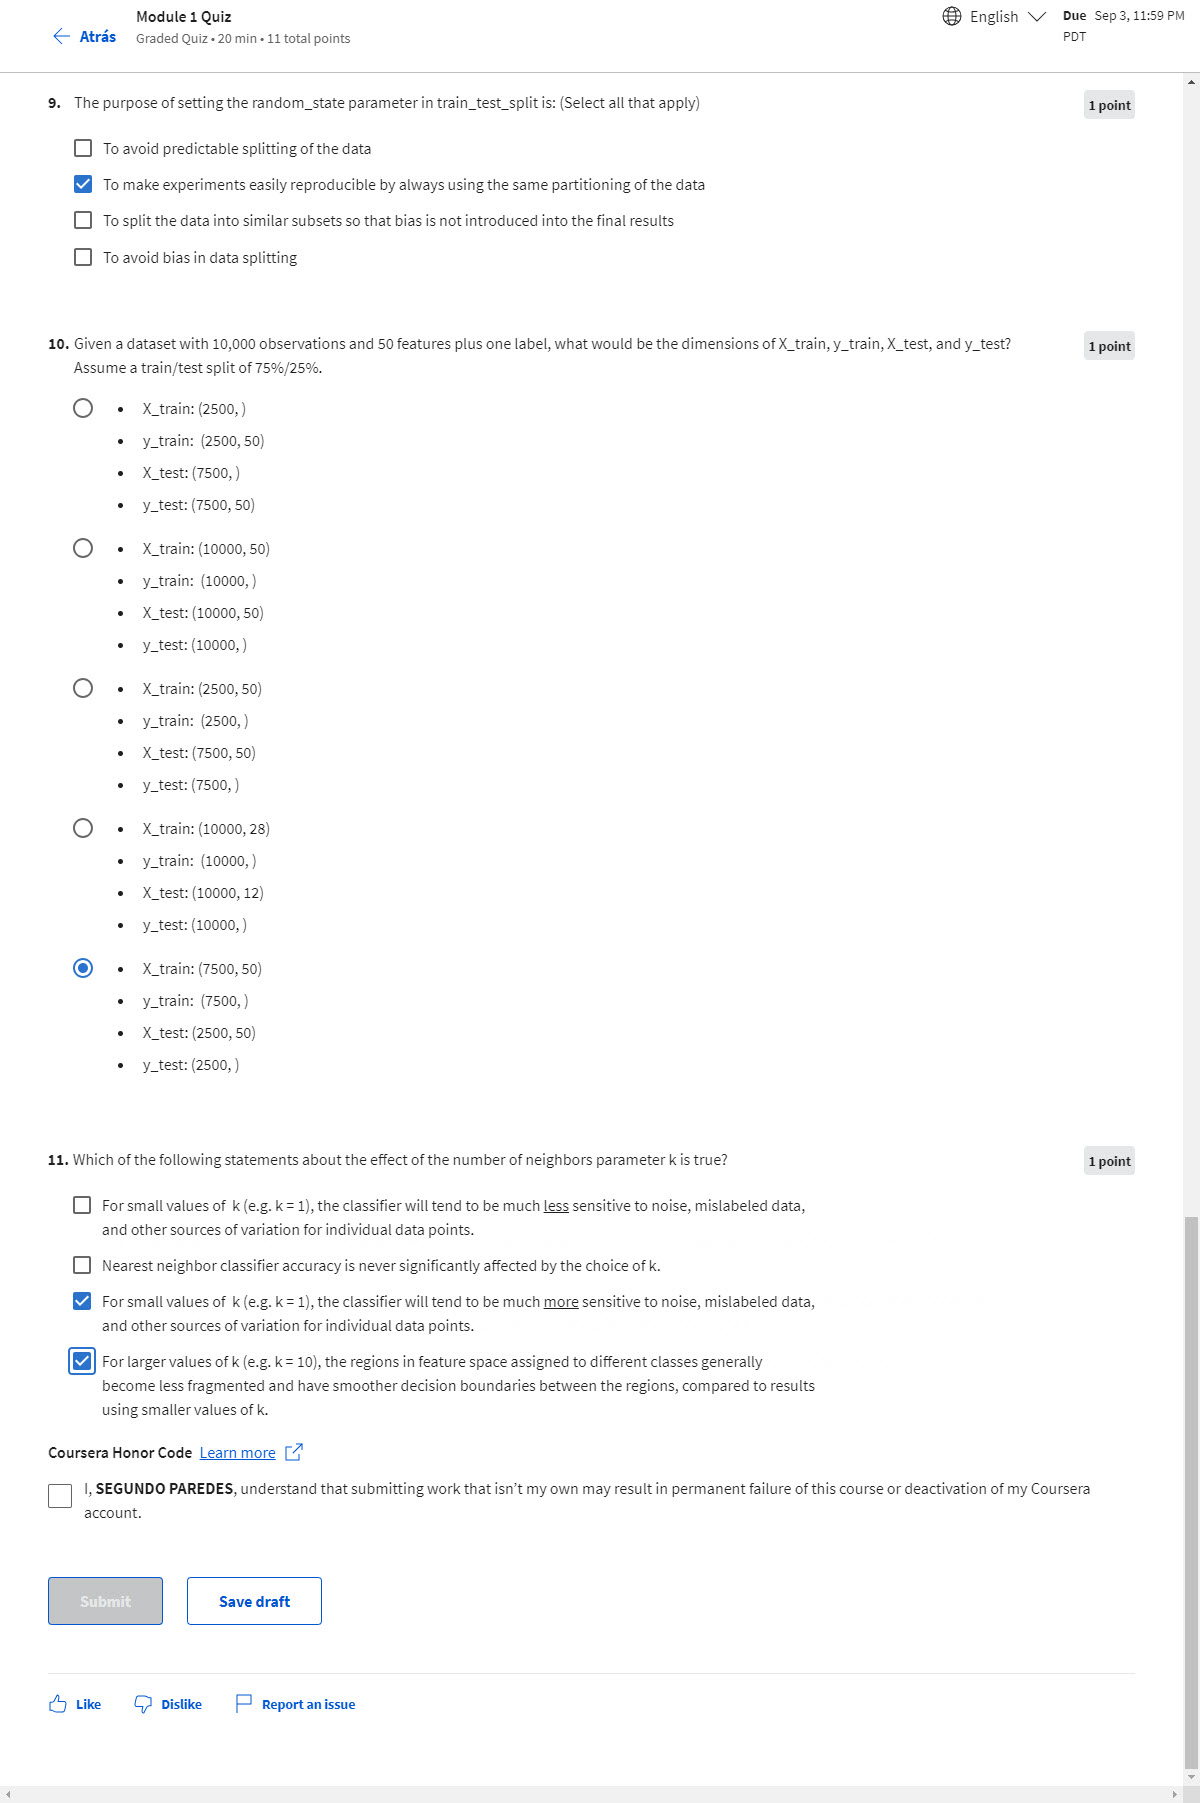 Atrás
Module 1 Quiz
Graded Quiz • 20 min • 11 total points
English
Due Sep 3, 11:59 PM
PDT
9. The purpose of setting the random_state parameter in train_test_split is: (Select all that apply)
1 point
To avoid predictable splitting of the data
To make experiments easily reproducible by always using the same partitioning of the data
To split the data into similar subsets so that bias is not introduced into the final results
To avoid bias in data splitting
10. Given a dataset with 10,000 observations and 50 features plus one label, what would be the dimensions of X_train, y_train, X_test, and y_test?
Assume a train/test split of 75%/25%.
1 point
• X_train: (2500, )
• y_train: (2500, 50)
• X_test: (7500, )
• y_test: (7500, 50)
• X_train: (10000, 50)
• y_train: (10000, )
• X_test: (10000, 50)
• y_test: (10000, )
• X_train: (2500, 50)
• y_train: (2500, )
• X_test: (7500, 50)
• y_test: (7500, )
• X_train: (10000, 28)
• y_train: (10000, )
• X_test: (10000, 12)
• y_test: (10000, )
• X_train: (7500, 50)
• y_train: (7500, )
• X_test: (2500, 50)
• y_test: (2500, )
11. Which of the following statements about the effect of the number of neighbors parameter k is true?
1 point
For small values of k (e.g. k = 1), the classifier will tend to be much less sensitive to noise, mislabeled data,
and other sources of variation for individual data points.
Nearest neighbor classifier accuracy is never significantly affected by the choice of k.
For small values of k (e.g. k = 1), the classifier will tend to be much more sensitive to noise, mislabeled data,
and other sources of variation for individual data points.
For larger values of k (e.g. k = 10), the regions in feature space assigned to different classes generally
become less fragmented and have smoother decision boundaries between the regions, compared to results
using smaller values of k.
Coursera Honor Code Learn more
I, SEGUNDO PAREDES, understand that submitting work that isn’t my own may result in permanent failure of this course or deactivation of my Coursera
account.
Submit
Save draft
Like
Dislike
Report an issue